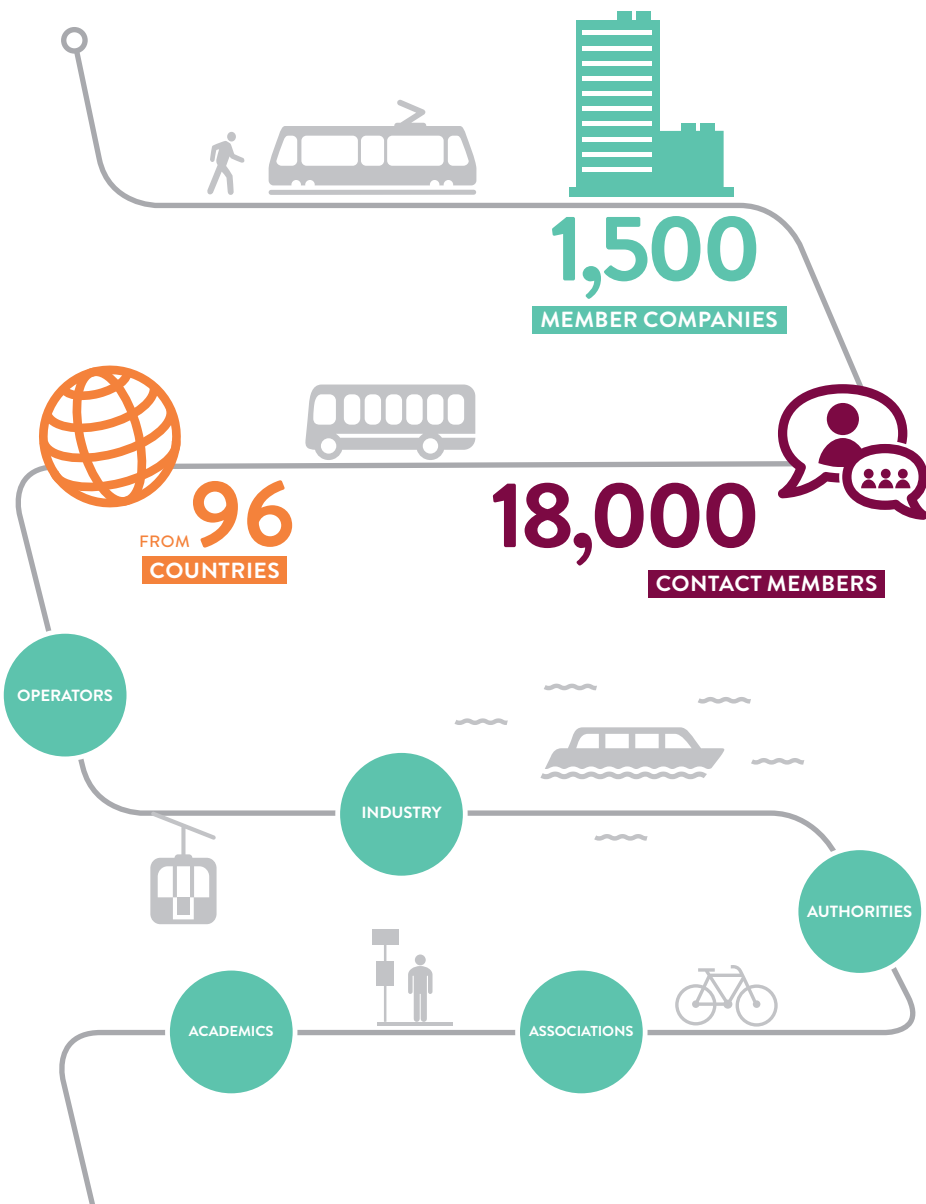 1,500
MEMBER COMPANIES
18,000
CONTACT MEMBERS
FROM 96
COUNTRIES
OPERATORS
INDUSTRY
AUTHORITIES
ASSOCIATIONS
ACADEMICS